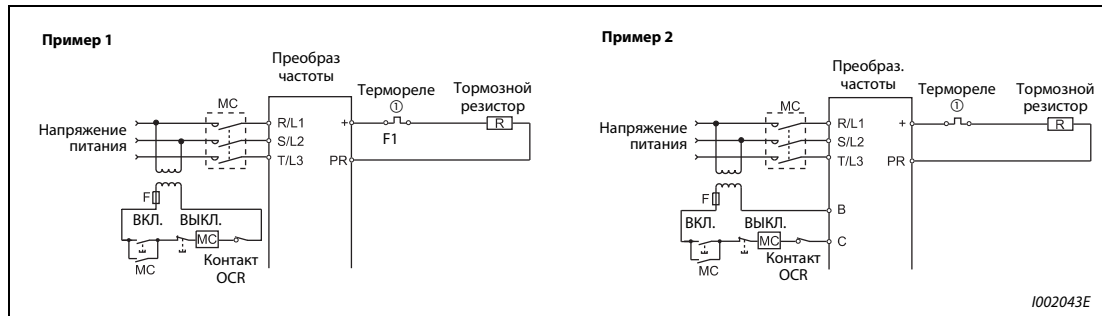 Пример 1
Преобраз
частоты
MC
Термореле
①
F1
Тормозной
резистор
R
Напряжение
питания
R/L1
S/L2
T/L3
+
PR
F
ВКЛ.
ВЫКЛ.
MC
MC
Контакт
OCR
Пример 2
Преобраз.
частоты
MC
Термореле
①
Тормозной
резистор
R
Напряжение
питания
R/L1
S/L2
T/L3
+
PR
F
ВКЛ.
ВЫКЛ.
B
C
MC
MC
Контакт
OCR
I002043E